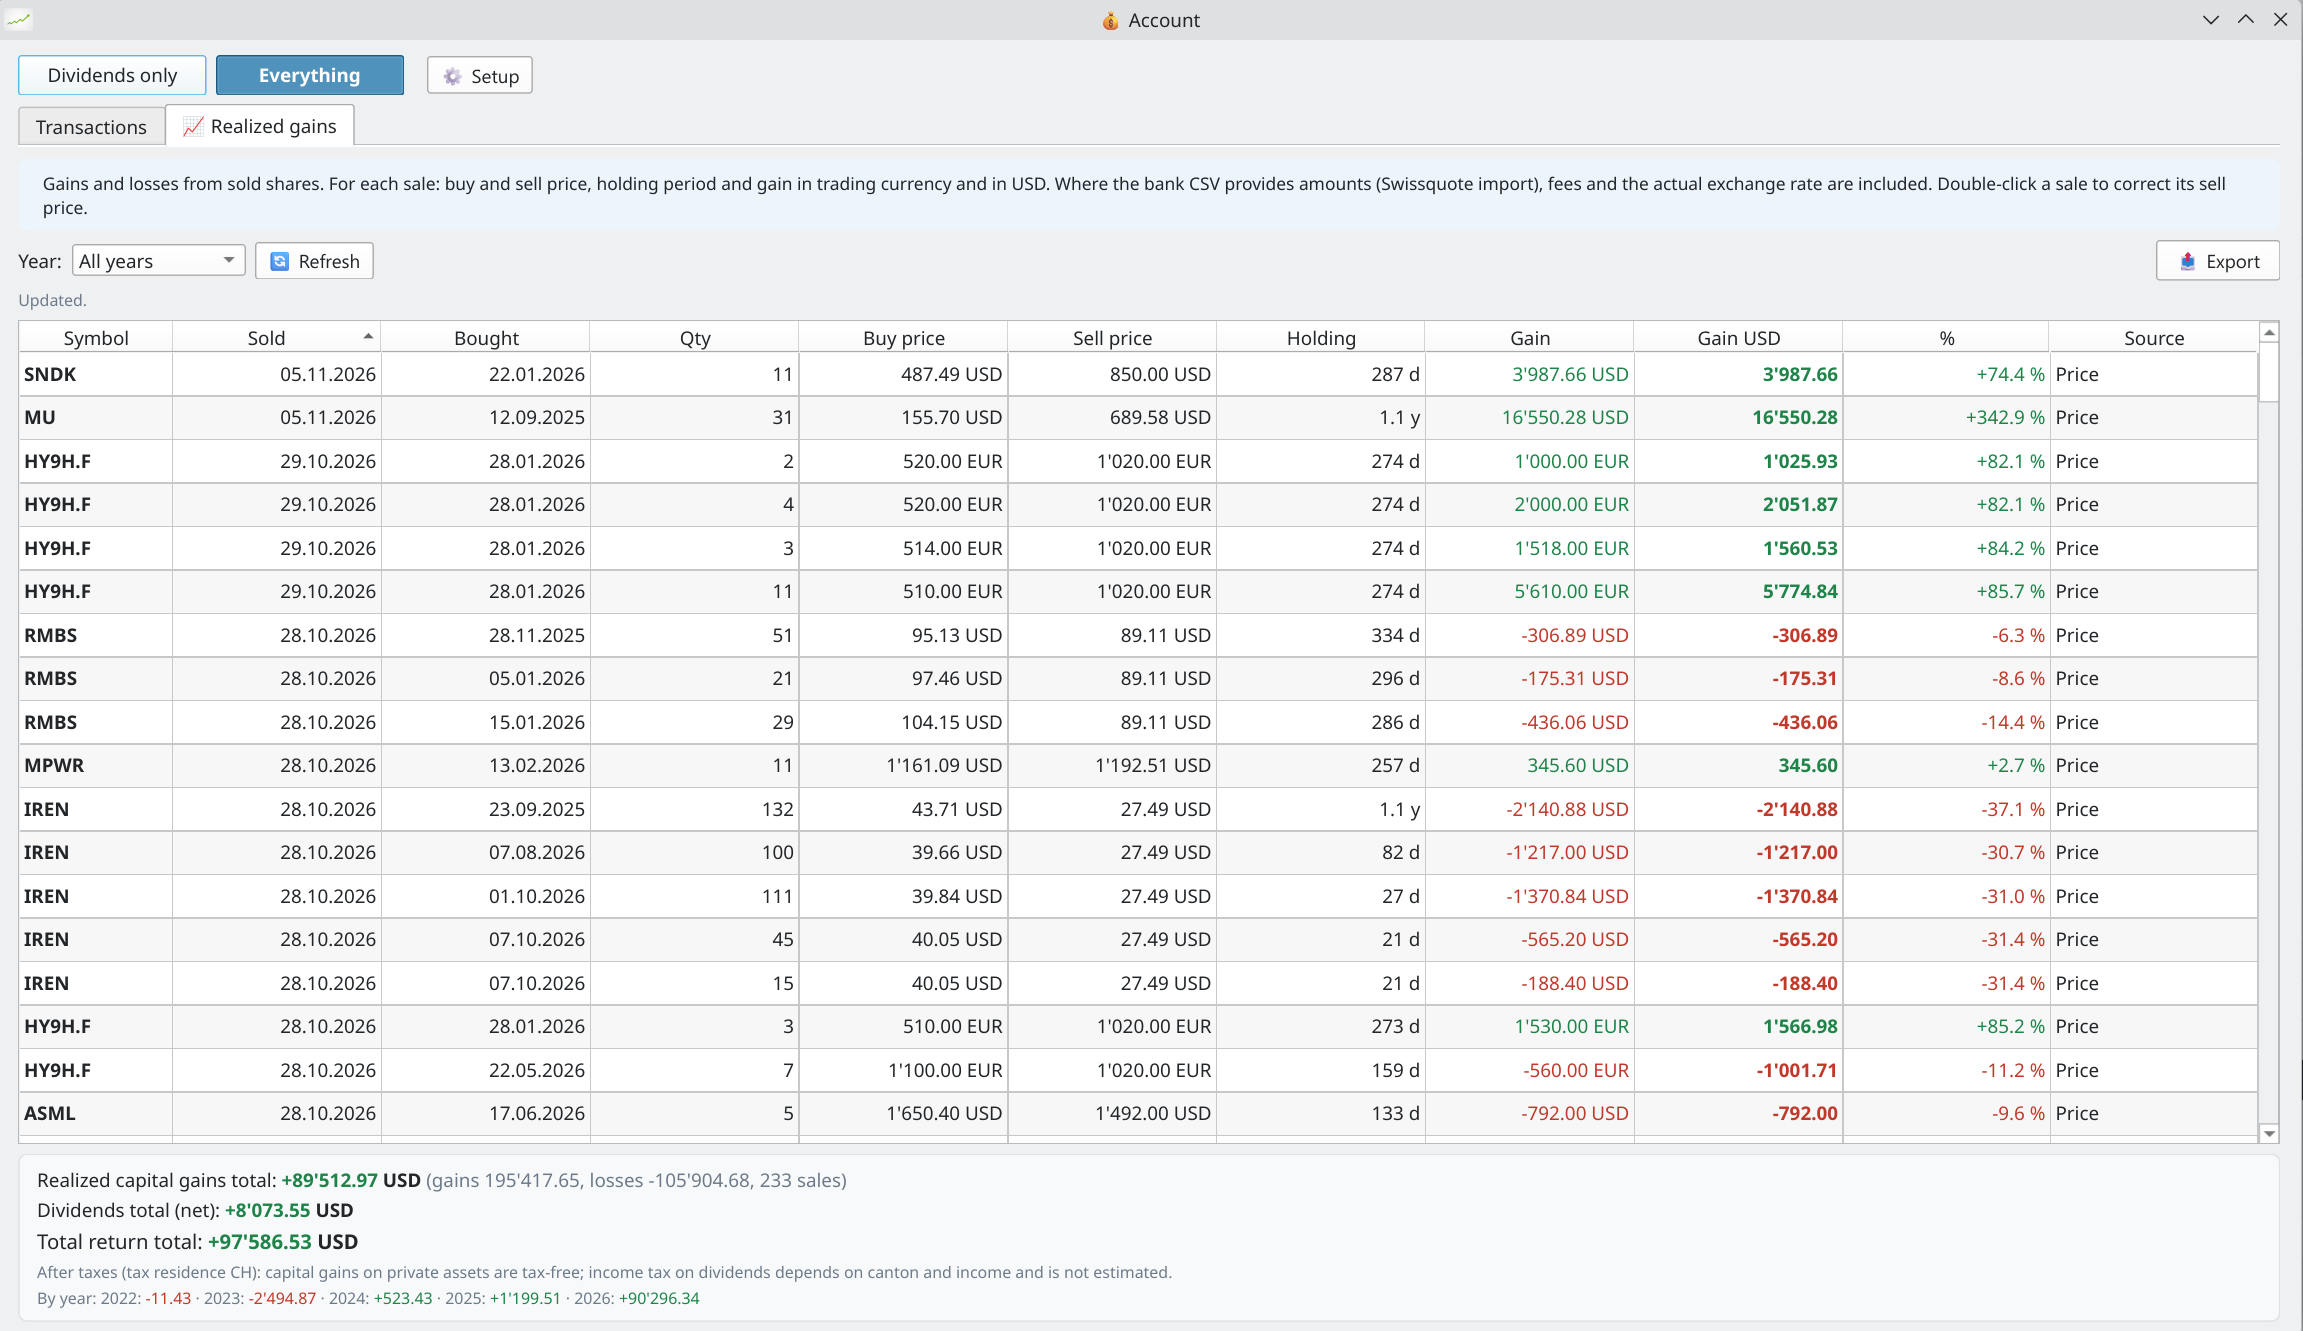 Account
Dividends only Everything Setup
Transactions Realized gains
Gains and losses from sold shares. For each sale: buy and sell price, holding period and gain in trading currency and in USD. Where the bank CSV provides amounts (Swissquote import), fees and the actual exchange rate are included. Double-click a sale to correct its sell
price.
Year: All years Refresh Export
Updated.
Symbol Sold Bought Qty Buy price Sell price Holding Gain Gain USD % Source
SNDK 05.11.2026 22.01.2026 11 487.49 USD 850.00 USD 287 d 3'987.66 USD 3'987.66 +74.4 % Price
MU 05.11.2026 12.09.2025 31 155.70 USD 689.58 USD 1.1 y 16'550.28 USD 16'550.28 +342.9 % Price
HY9H.F 29.10.2026 28.01.2026 2 520.00 EUR 1'020.00 EUR 274 d 1'000.00 EUR 1'025.93 +82.1 % Price
HY9H.F 29.10.2026 28.01.2026 4 520.00 EUR 1'020.00 EUR 274 d 2'000.00 EUR 2'051.87 +82.1 % Price
HY9H.F 29.10.2026 28.01.2026 3 514.00 EUR 1'020.00 EUR 274 d 1'518.00 EUR 1'560.53 +84.2 % Price
HY9H.F 29.10.2026 28.01.2026 11 510.00 EUR 1'020.00 EUR 274 d 5'610.00 EUR 5'774.84 +85.7 % Price
RMBS 28.10.2026 28.11.2025 51 95.13 USD 89.11 USD 334 d -306.89 USD -306.89 -6.3 % Price
RMBS 28.10.2026 05.01.2026 21 97.46 USD 89.11 USD 296 d -175.31 USD -175.31 -8.6 % Price
RMBS 28.10.2026 15.01.2026 29 104.15 USD 89.11 USD 286 d -436.06 USD -436.06 -14.4 % Price
MPWR 28.10.2026 13.02.2026 11 1'161.09 USD 1'192.51 USD 257 d 345.60 USD 345.60 +2.7 % Price
IREN 28.10.2026 23.09.2025 132 43.71 USD 27.49 USD 1.1 y -2'140.88 USD -2'140.88 -37.1 % Price
IREN 28.10.2026 07.08.2026 100 39.66 USD 27.49 USD 82 d -1'217.00 USD -1'217.00 -30.7 % Price
IREN 28.10.2026 01.10.2026 111 39.84 USD 27.49 USD 27 d -1'370.84 USD -1'370.84 -31.0 % Price
IREN 28.10.2026 07.10.2026 45 40.05 USD 27.49 USD 21 d -565.20 USD -565.20 -31.4 % Price
IREN 28.10.2026 07.10.2026 15 40.05 USD 27.49 USD 21 d -188.40 USD -188.40 -31.4 % Price
HY9H.F 28.10.2026 28.01.2026 3 510.00 EUR 1'020.00 EUR 273 d 1'530.00 EUR 1'566.98 +85.2 % Price
HY9H.F 28.10.2026 22.05.2026 7 1'100.00 EUR 1'020.00 EUR 159 d -560.00 EUR -1'001.71 -11.2 % Price
ASML 28.10.2026 17.06.2026 5 1'650.40 USD 1'492.00 USD 133 d -792.00 USD -792.00 -9.6 % Price
Realized capital gains total: +89'512.97 USD (gains 195'417.65, losses -105'904.68, 233 sales)
Dividends total (net): +8'073.55 USD
Total return total: +97'586.53 USD
After taxes (tax residence CH): capital gains on private assets are tax-free; income tax on dividends depends on canton and income and is not estimated.
By year: 2022: -11.43 · 2023: -2'494.87 · 2024: +523.43 · 2025: +1'199.51 · 2026: +90'296.34